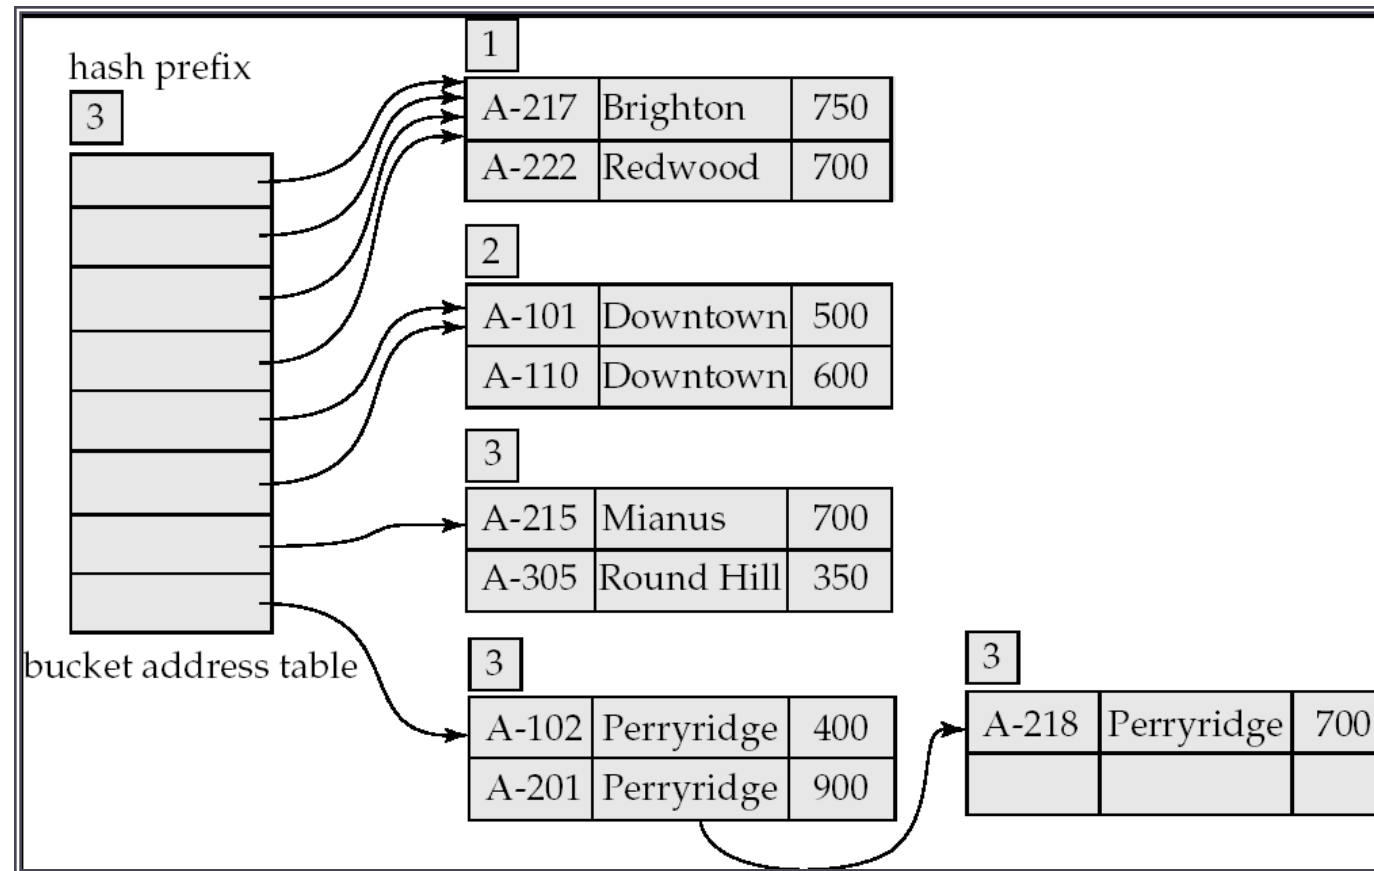 hash prefix
3
bucket address table
1
A-217 Brighton 750
A-222 Redwood 700
2
A-101 Downtown 500
A-110 Downtown 600
3
A-215 Mianus 700
A-305 Round Hill 350
3
A-102 Perryridge 400
A-201 Perryridge 900
3
A-218 Perryridge 700